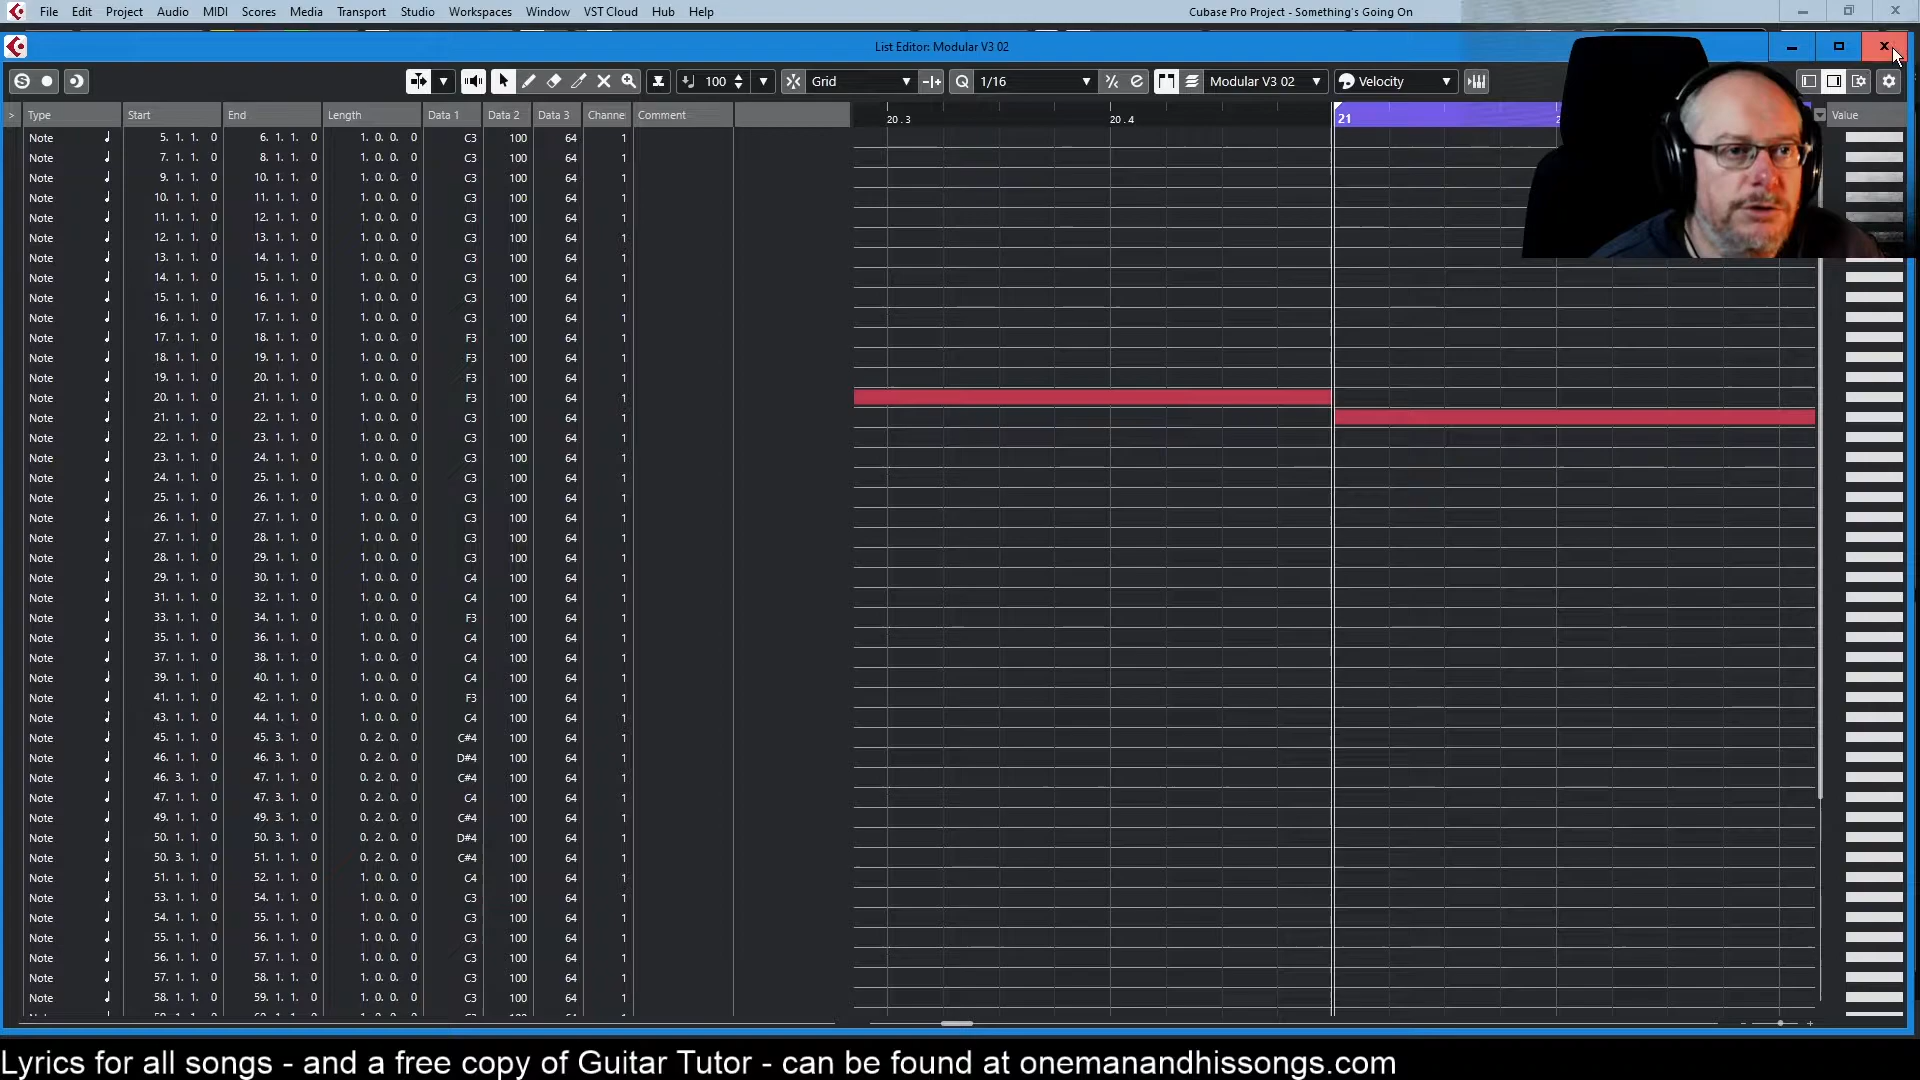 File Edit Project Audio MIDI Scores Media Transport Studio Workspaces Window VST Cloud Hub Help Cubase Pro Project - Something's Going On
List Editor: Modular V3 02
100 Grid 1/16 Modular V3 02 Velocity
> Type Start End Length Data 1 Data 2 Data 3 Channe Comment 20.3 20.4 21 Value
Note 5. 1. 1. 0 6. 1. 1. 0 1. 0. 0. 0 C3 100 64 1
Note 7. 1. 1. 0 8. 1. 1. 0 1. 0. 0. 0 C3 100 64 1
Note 9. 1. 1. 0 10. 1. 1. 0 1. 0. 0. 0 C3 100 64 1
Note 10. 1. 1. 0 11. 1. 1. 0 1. 0. 0. 0 C3 100 64 1
Note 11. 1. 1. 0 12. 1. 1. 0 1. 0. 0. 0 C3 100 64 1
Note 12. 1. 1. 0 13. 1. 1. 0 1. 0. 0. 0 C3 100 64 1
Note 13. 1. 1. 0 14. 1. 1. 0 1. 0. 0. 0 C3 100 64 1
Note 14. 1. 1. 0 15. 1. 1. 0 1. 0. 0. 0 C3 100 64 1
Note 15. 1. 1. 0 16. 1. 1. 0 1. 0. 0. 0 C3 100 64 1
Note 16. 1. 1. 0 17. 1. 1. 0 1. 0. 0. 0 C3 100 64 1
Note 17. 1. 1. 0 18. 1. 1. 0 1. 0. 0. 0 F3 100 64 1
Note 18. 1. 1. 0 19. 1. 1. 0 1. 0. 0. 0 F3 100 64 1
Note 19. 1. 1. 0 20. 1. 1. 0 1. 0. 0. 0 F3 100 64 1
Note 20. 1. 1. 0 21. 1. 1. 0 1. 0. 0. 0 F3 100 64 1
Note 21. 1. 1. 0 22. 1. 1. 0 1. 0. 0. 0 C3 100 64 1
Note 22. 1. 1. 0 23. 1. 1. 0 1. 0. 0. 0 C3 100 64 1
Note 23. 1. 1. 0 24. 1. 1. 0 1. 0. 0. 0 C3 100 64 1
Note 24. 1. 1. 0 25. 1. 1. 0 1. 0. 0. 0 C3 100 64 1
Note 25. 1. 1. 0 26. 1. 1. 0 1. 0. 0. 0 C3 100 64 1
Note 26. 1. 1. 0 27. 1. 1. 0 1. 0. 0. 0 C3 100 64 1
Note 27. 1. 1. 0 28. 1. 1. 0 1. 0. 0. 0 C3 100 64 1
Note 28. 1. 1. 0 29. 1. 1. 0 1. 0. 0. 0 C3 100 64 1
Note 29. 1. 1. 0 30. 1. 1. 0 1. 0. 0. 0 C4 100 64 1
Note 31. 1. 1. 0 32. 1. 1. 0 1. 0. 0. 0 C4 100 64 1
Note 33. 1. 1. 0 34. 1. 1. 0 1. 0. 0. 0 F3 100 64 1
Note 35. 1. 1. 0 36. 1. 1. 0 1. 0. 0. 0 C4 100 64 1
Note 37. 1. 1. 0 38. 1. 1. 0 1. 0. 0. 0 C4 100 64 1
Note 39. 1. 1. 0 40. 1. 1. 0 1. 0. 0. 0 C4 100 64 1
Note 41. 1. 1. 0 42. 1. 1. 0 1. 0. 0. 0 F3 100 64 1
Note 43. 1. 1. 0 44. 1. 1. 0 1. 0. 0. 0 C4 100 64 1
Note 45. 1. 1. 0 45. 3. 1. 0 0. 2. 0. 0 C#4 100 64 1
Note 46. 1. 1. 0 46. 3. 1. 0 0. 2. 0. 0 D#4 100 64 1
Note 46. 3. 1. 0 47. 1. 1. 0 0. 2. 0. 0 C#4 100 64 1
Note 47. 1. 1. 0 47. 3. 1. 0 0. 2. 0. 0 C4 100 64 1
Note 49. 1. 1. 0 49. 3. 1. 0 0. 2. 0. 0 C#4 100 64 1
Note 50. 1. 1. 0 50. 3. 1. 0 0. 2. 0. 0 D#4 100 64 1
Note 50. 3. 1. 0 51. 1. 1. 0 0. 2. 0. 0 C#4 100 64 1
Note 51. 1. 1. 0 52. 1. 1. 0 1. 0. 0. 0 C4 100 64 1
Note 53. 1. 1. 0 54. 1. 1. 0 1. 0. 0. 0 C3 100 64 1
Note 54. 1. 1. 0 55. 1. 1. 0 1. 0. 0. 0 C3 100 64 1
Note 55. 1. 1. 0 56. 1. 1. 0 1. 0. 0. 0 C3 100 64 1
Note 56. 1. 1. 0 57. 1. 1. 0 1. 0. 0. 0 C3 100 64 1
Note 57. 1. 1. 0 58. 1. 1. 0 1. 0. 0. 0 C3 100 64 1
Note 58. 1. 1. 0 59. 1. 1. 0 1. 0. 0. 0 C3 100 64 1
Lyrics for all songs - and a free copy of Guitar Tutor - can be found at onemanandhissongs.com